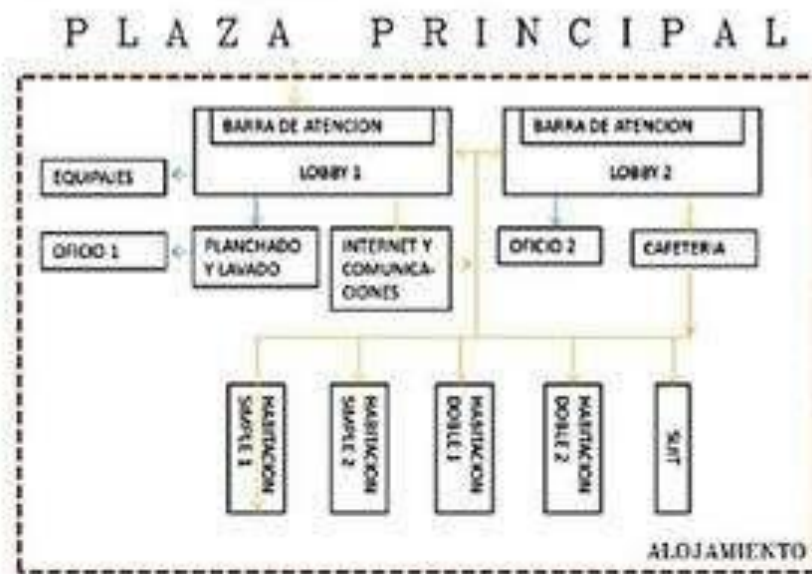 PLAZA PRINCIPAL
BARRA DE ATENCION
LOBBY 1
BARRA DE ATENCION
LOBBY 2
EQUIPAJES
OFICIO 1
PLANCHADO
Y LAVADO
INTERNET Y
COMUNICA-
CIONES
OFICIO 2
CAFETERIA
HABITACION
SIMPLE 1
HABITACION
SIMPLE 2
HABITACION
DOBLE 1
HABITACION
DOBLE 2
SUIT
ALOJAMIENTO